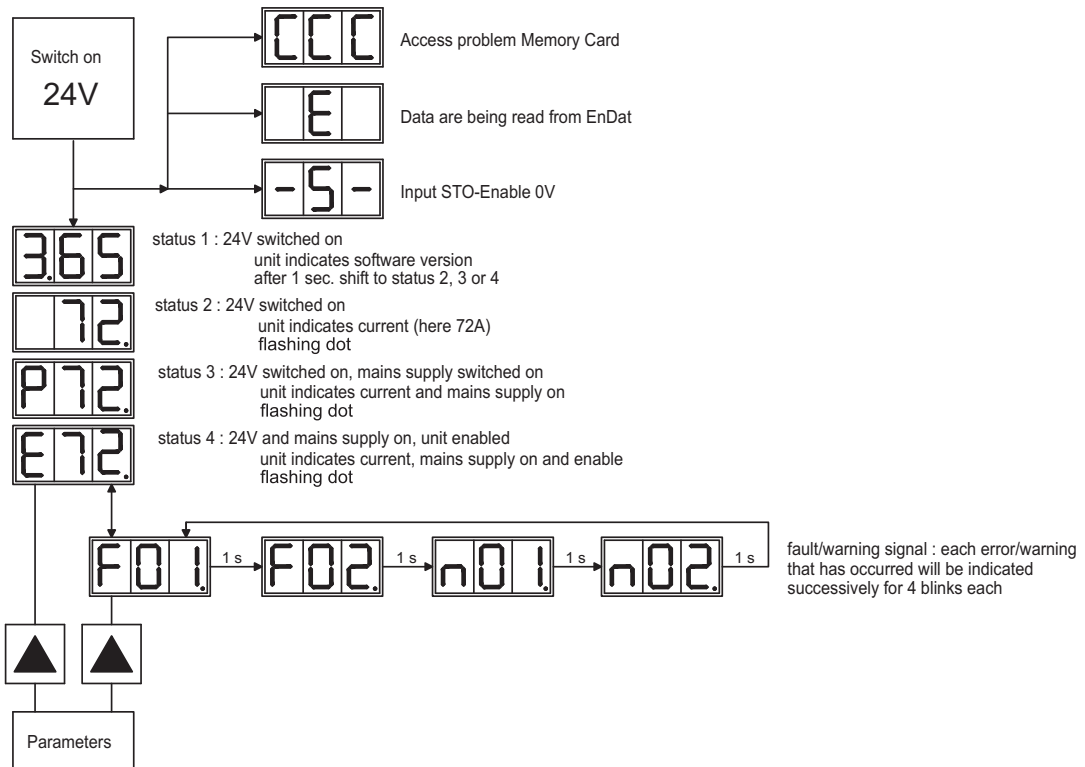 Switch on
24V
CCC
Access problem Memory Card
E
Data are being read from EnDat
-S-
Input STO-Enable 0V
3.65
status 1 : 24V switched on
unit indicates software version
after 1 sec. shift to status 2, 3 or 4
72.
status 2 : 24V switched on
unit indicates current (here 72A)
flashing dot
P72.
status 3 : 24V switched on, mains supply switched on
unit indicates current and mains supply on
flashing dot
E72.
status 4 : 24V and mains supply on, unit enabled
unit indicates current, mains supply on and enable
flashing dot
F01. 1 s F02. 1 s n01. 1 s n02. 1 s
fault/warning signal : each error/warning
that has occurred will be indicated
successively for 4 blinks each
Parameters